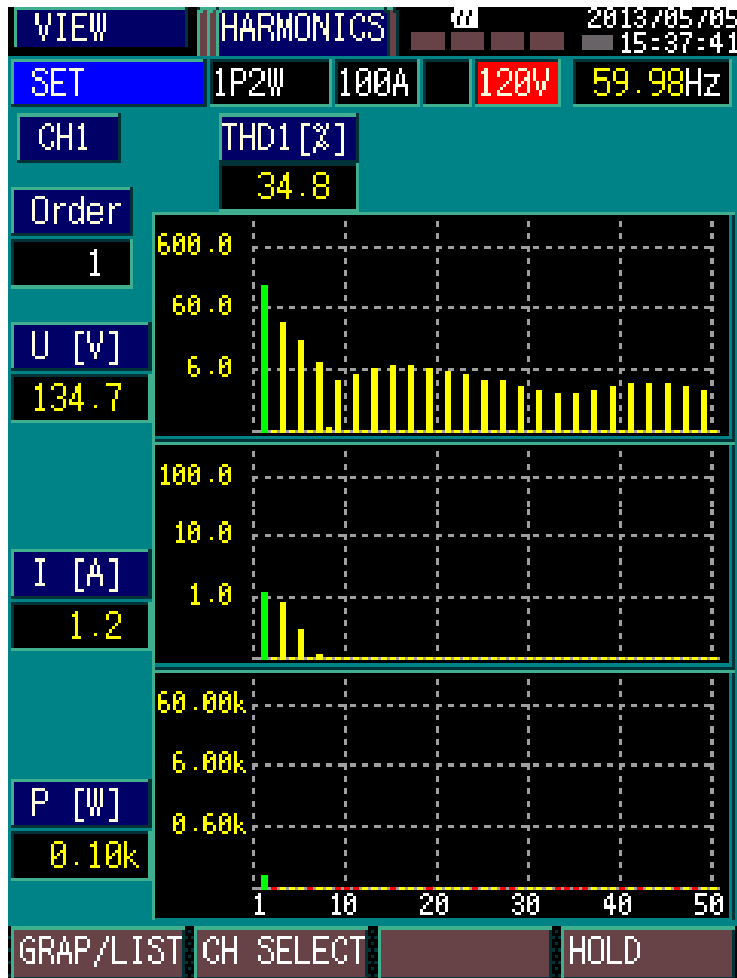 VIEW HARMONICS 2013/05/05
15:37:41
SET 1P2W 100A 120V 59.98Hz
CH1 THD1[%]
34.8
Order
1
600.0
60.0
6.0
U [V]
134.7
100.0
10.0
1.0
I [A]
1.2
60.00k
6.00k
0.60k
P [W]
0.10k
1 10 20 30 40 50
GRAP/LIST CH SELECT HOLD